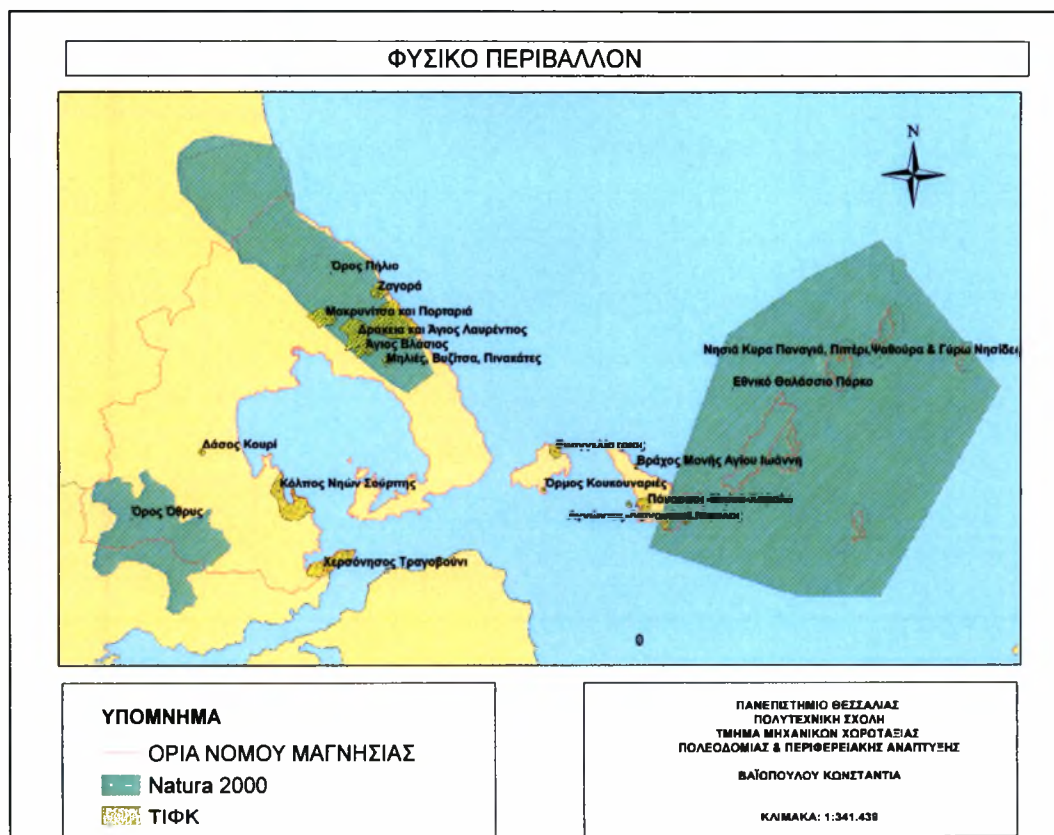 ΦΥΣΙΚΟ ΠΕΡΙΒΑΛΛΟΝ
N
Όρος Πήλιο
Ζαγορά
Μακρυνίτσα και Πορταριά
Δράκεια και Άγιος Λαυρέντιος
Άγιος Βλάσιος
Μηλιές, Βυζίτσα, Πινακάτες
Νησιά Κυρα Παναγιά, Πιπέρι,Ψαθούρα & Γύρω Νησίδες
Εθνικό Θαλάσσιο Πάρκο
Δάσος Κουρί
Βράχος Μονής Αγίου Ιωάννη
Κόλπος Νηών Σούρπης
Όρμος Κουκουναριές
Όρος Όθρυς
Χερσόνησος Τραγοβούνι
0
ΥΠΟΜΝΗΜΑ
ΟΡΙΑ ΝΟΜΟΥ ΜΑΓΝΗΣΙΑΣ
Natura 2000
ΤΙΦΚ
ΠΑΝΕΠΙΣΤΗΜΙΟ ΘΕΣΣΑΛΙΑΣ
ΠΟΛΥΤΕΧΝΙΚΗ ΣΧΟΛΗ
ΤΜΗΜΑ ΜΗΧΑΝΙΚΩΝ ΧΩΡΟΤΑΞΙΑΣ
ΠΟΛΕΟΔΟΜΙΑΣ & ΠΕΡΙΦΕΡΕΙΑΚΗΣ ΑΝΑΠΤΥΞΗΣ
ΒΑΪΟΠΟΥΛΟΥ ΚΩΝΣΤΑΝΤΙΑ
ΚΛΙΜΑΚΑ: 1:341.439